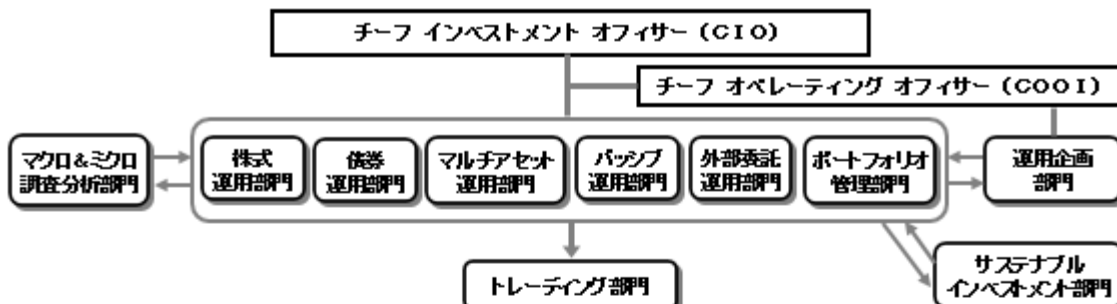 チーフ インベストメント オフィサー (CIO)
チーフ オペレーティング オフィサー (COOI)
マクロ&ミクロ
調査分析部門
株式
運用部門
債券
運用部門
マルチアセット
運用部門
パッシブ
運用部門
外部委託
運用部門
ポートフォリオ
管理部門
運用企画
部門
トレーディング部門
サステナブル
インベストメント部門